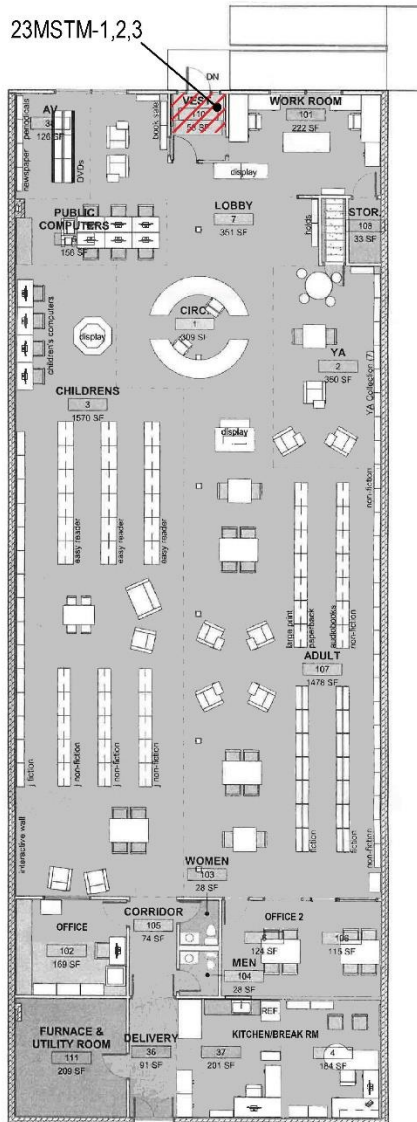 23MSTM-1,2,3
DN
VEST
110
AV
WORK ROOM
101
222 SF
periodicals
newspaper
DVDs
book sale
display
LOBBY
7
351 SF
PUBLIC
COMPUTERS
158 SF
holds
STOR.
108
33 SF
children's computers
display
CIRC.
1
309 SF
YA
2
350 SF
YA Collection (7)
CHILDRENS
3
1570 SF
display
easy reader
easy reader
easy reader
non-fiction
large print
paperback
audiobooks
non-fiction
ADULT
107
1478 SF
j fiction
j non-fiction
j non-fiction
j non-fiction
interactive wall
fiction
fiction
non-fiction
WOMEN
103
28 SF
CORRIDOR
105
74 SF
OFFICE
102
169 SF
OFFICE 2
124 SF
106
115 SF
MEN
104
28 SF
FURNACE &
UTILITY ROOM
111
209 SF
DELIVERY
36
91 SF
REF
KITCHEN/BREAK RM
37
201 SF
4
184 SF